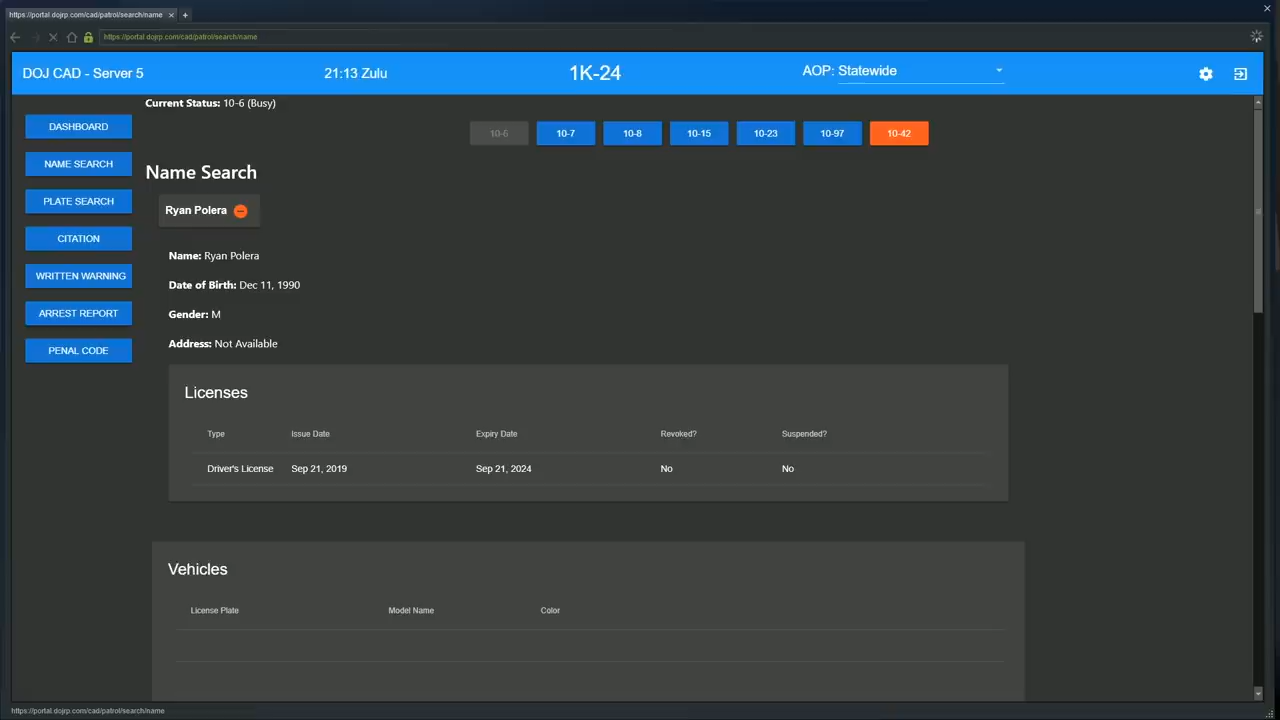 https://portal.dojrp.com/cad/patrol/search/name
https://portal.dojrp.com/cad/patrol/search/name
DOJ CAD - Server 5 21:13 Zulu 1K-24 AOP: Statewide
Current Status: 10-6 (Busy)
10-6 10-7 10-8 10-15 10-23 10-97 10-42
DASHBOARD
NAME SEARCH
PLATE SEARCH
CITATION
WRITTEN WARNING
ARREST REPORT
PENAL CODE
Name Search
Ryan Polera
Name: Ryan Polera
Date of Birth: Dec 11, 1990
Gender: M
Address: Not Available
Licenses
Type Issue Date Expiry Date Revoked? Suspended?
Driver's License Sep 21, 2019 Sep 21, 2024 No No
Vehicles
License Plate Model Name Color
https://portal.dojrp.com/cad/patrol/search/name